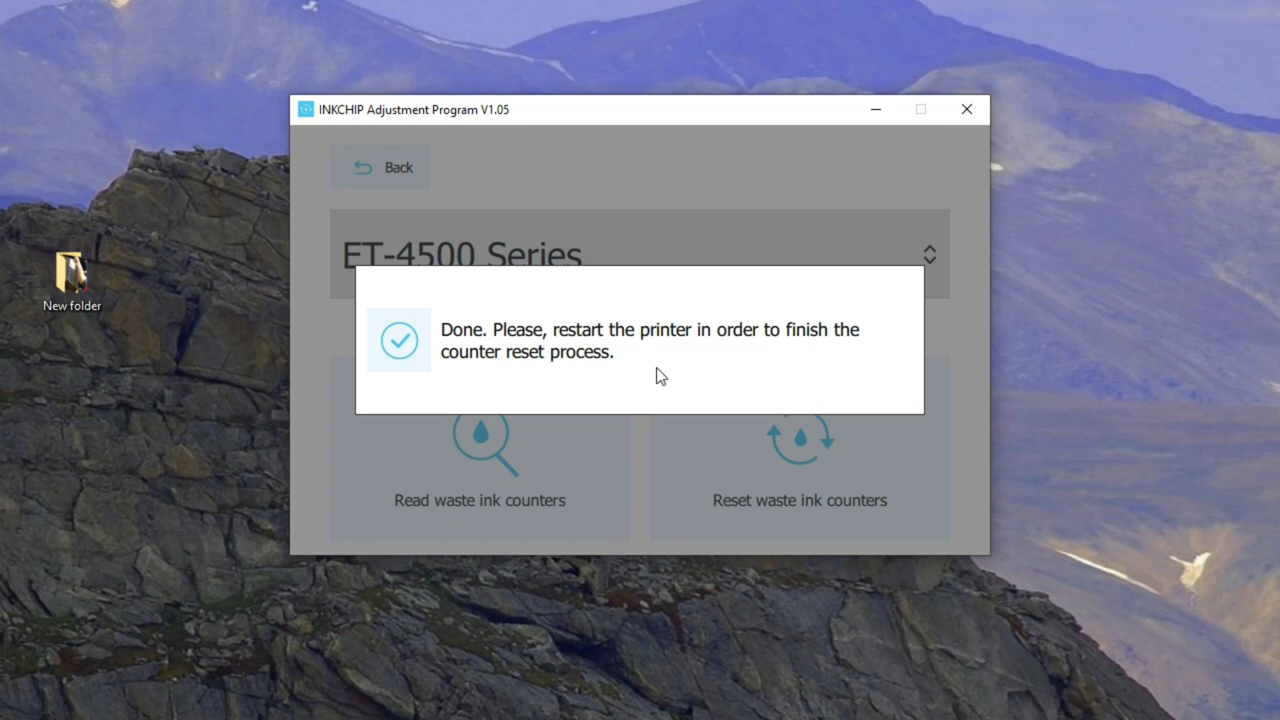 INKCHIP Adjustment Program V1.05
Back
ET-4500 Series
New folder
Done. Please, restart the printer in order to finish the
counter reset process.
Read waste ink counters
Reset waste ink counters